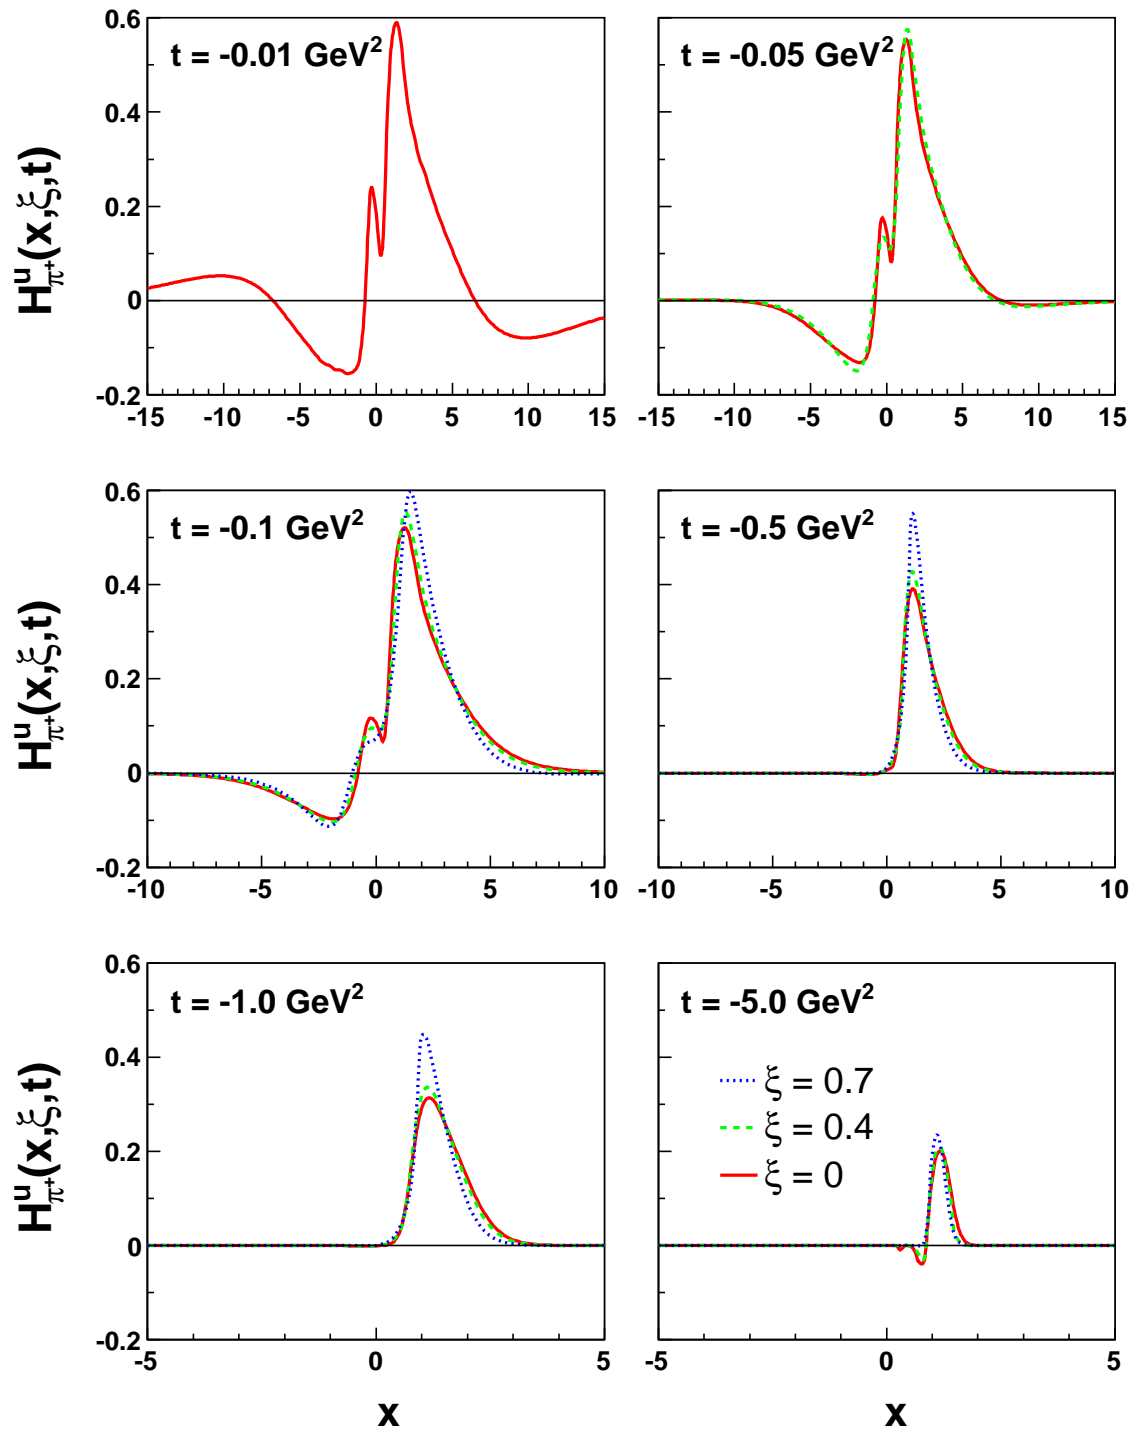 t = -0.01 GeV²
t = -0.05 GeV²
H^u_π⁺(x,ξ,t)
0.6
0.4
0.2
0
-0.2
-15 -10 -5 0 5 10 15
-15 -10 -5 0 5 10 15
t = -0.1 GeV²
t = -0.5 GeV²
H^u_π⁺(x,ξ,t)
0.6
0.4
0.2
0
-0.2
-10 -5 0 5 10
-10 -5 0 5 10
t = -1.0 GeV²
t = -5.0 GeV²
H^u_π⁺(x,ξ,t)
0.6
0.4
0.2
0
-0.2
ξ = 0.7
ξ = 0.4
ξ = 0
-5 0 5
-5 0 5
x
x